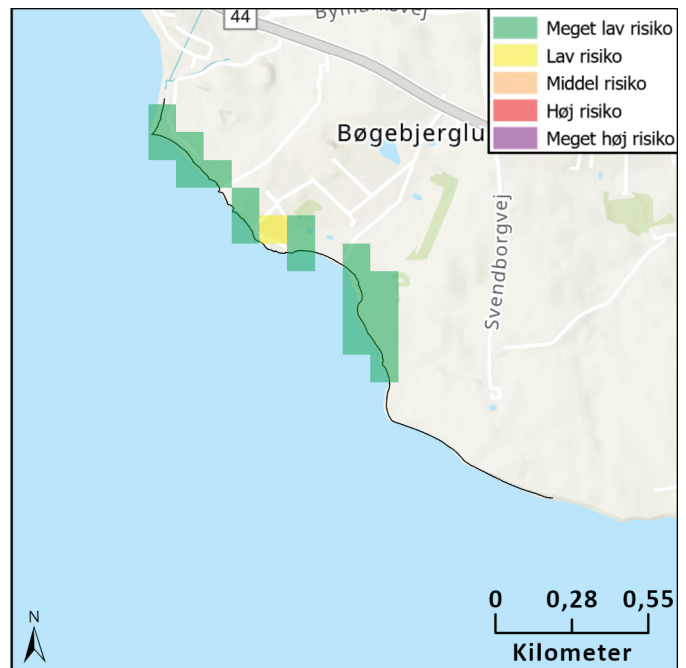 44
Bymarksvej
Meget lav risiko
Lav risiko
Middel risiko
Høj risiko
Meget høj risiko
Bøgebjerglu
Svendborgvej
N
0 0,28 0,55
Kilometer